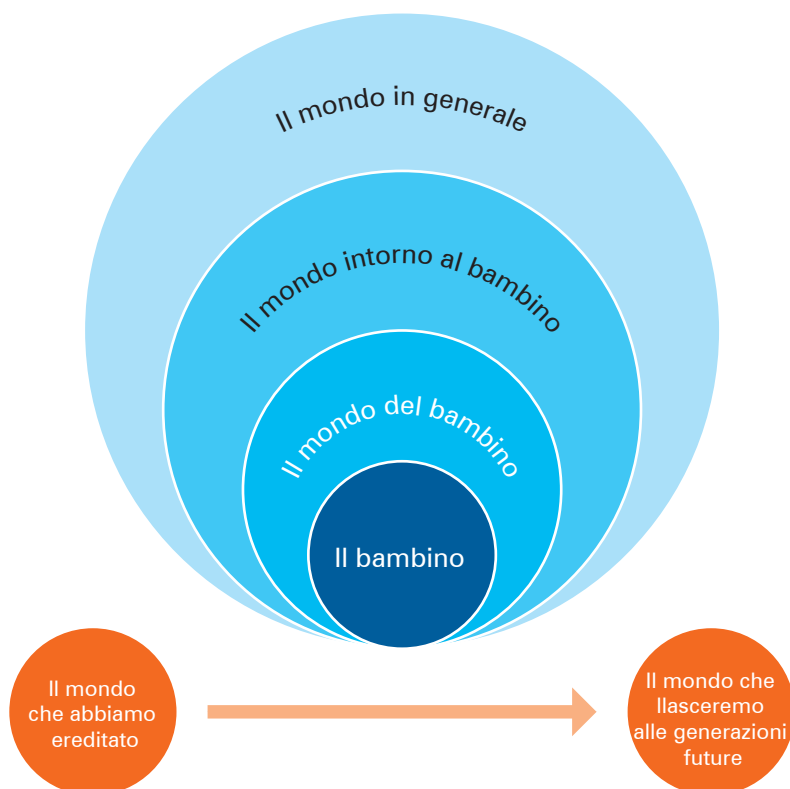 Il mondo in generale
Il mondo intorno al bambino
Il mondo del bambino
Il bambino
Il mondo
che abbiamo
ereditato
Il mondo che
llasceremo
alle generazioni
future